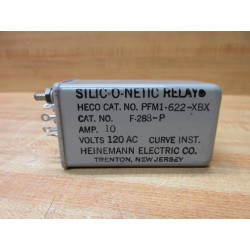 SILIC-O-NETIC RELAY®
HECO CAT. NO. PFM1-622-XBX
CAT. NO. F-288-P
AMP. 10
VOLTS 120 AC CURVE INST.
HEINEMANN ELECTRIC CO.
TRENTON, NEW JERSEY